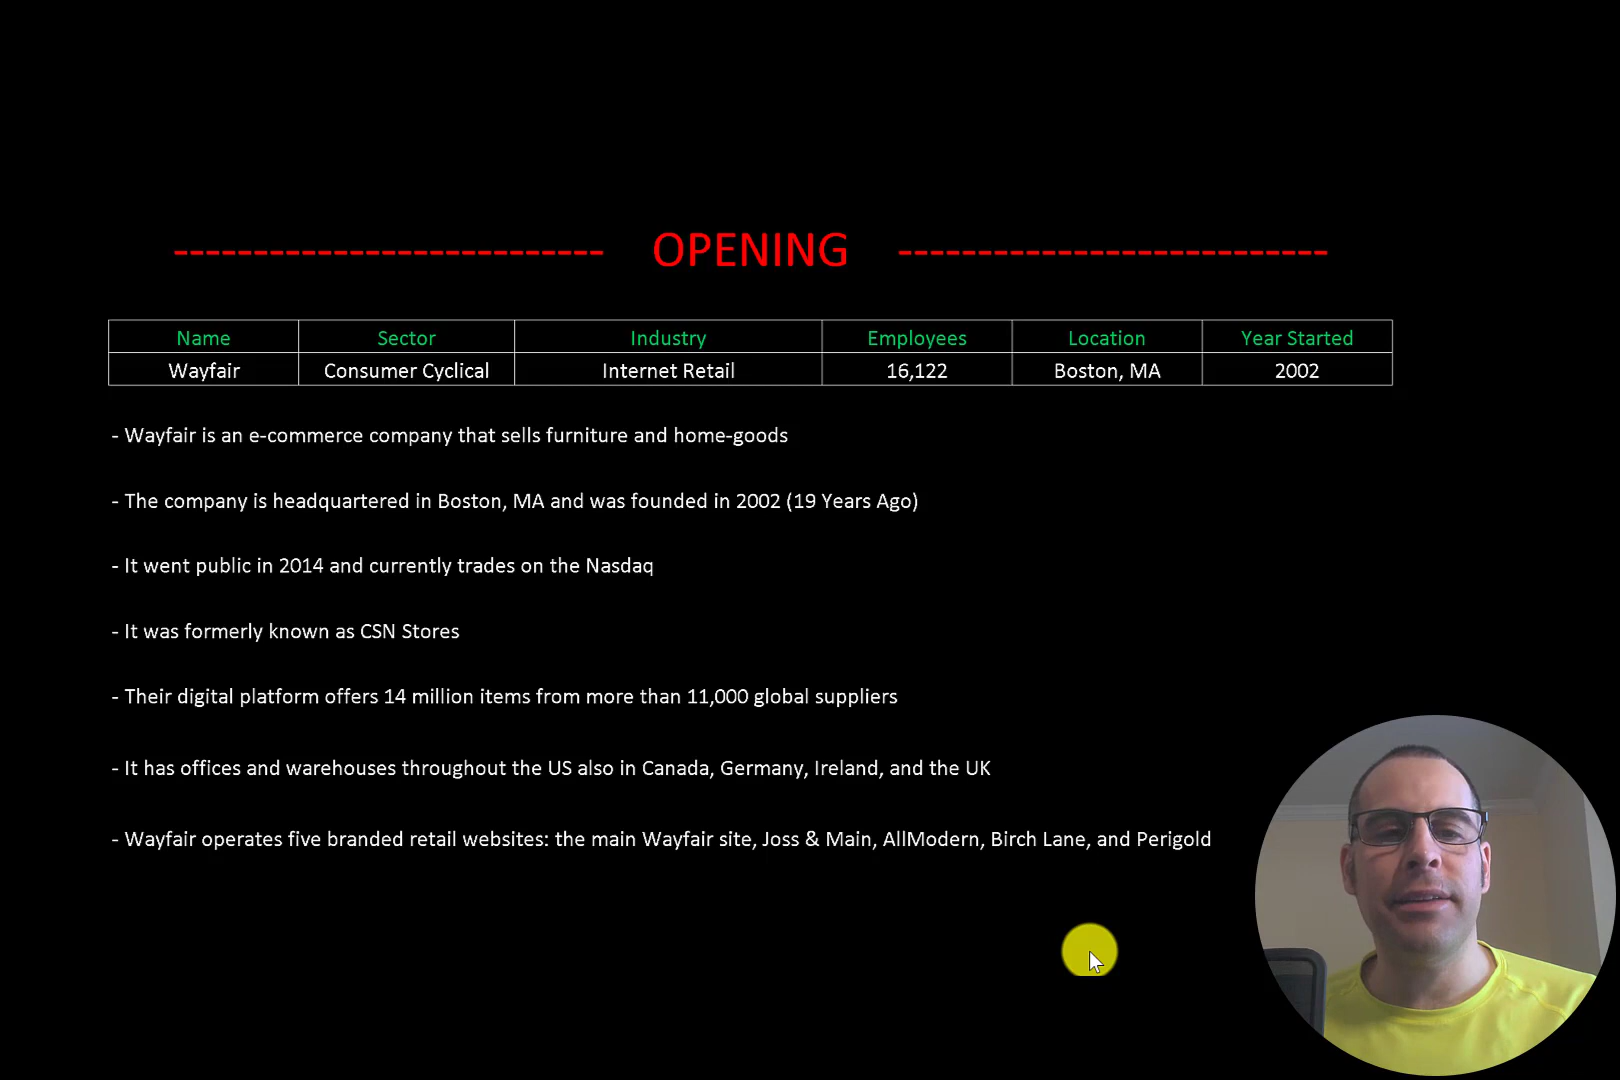 -------------------------- OPENING --------------------------
Name Sector Industry Employees Location Year Started
Wayfair Consumer Cyclical Internet Retail 16,122 Boston, MA 2002
- Wayfair is an e-commerce company that sells furniture and home-goods
- The company is headquartered in Boston, MA and was founded in 2002 (19 Years Ago)
- It went public in 2014 and currently trades on the Nasdaq
- It was formerly known as CSN Stores
- Their digital platform offers 14 million items from more than 11,000 global suppliers
- It has offices and warehouses throughout the US also in Canada, Germany, Ireland, and the UK
- Wayfair operates five branded retail websites: the main Wayfair site, Joss & Main, AllModern, Birch Lane, and Perigold